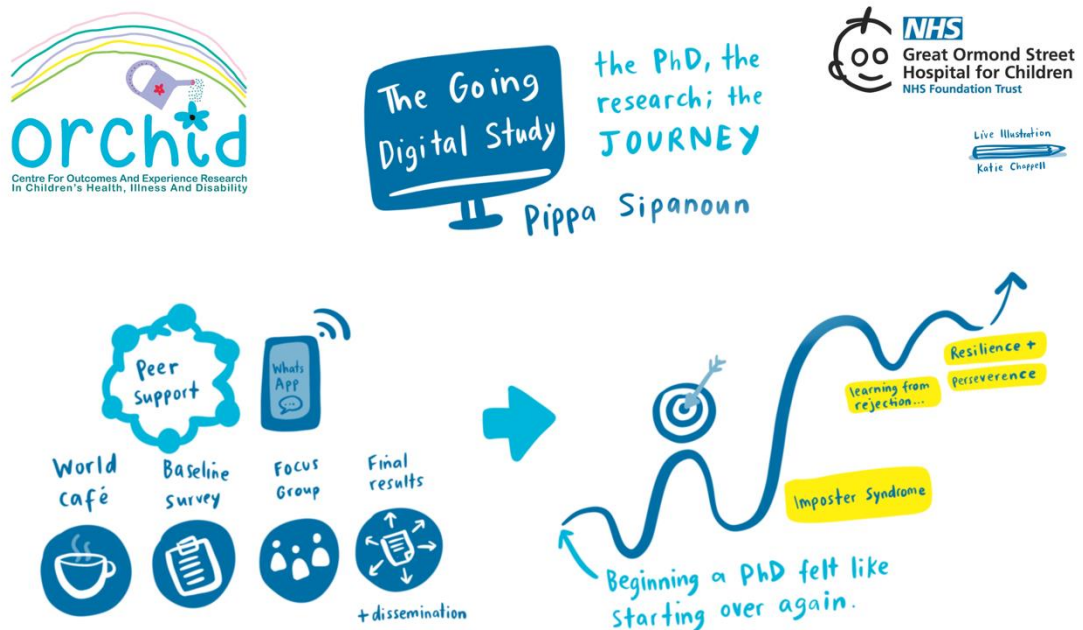 orchid
Centre For Outcomes And Experience Research
In Children's Health, Illness And Disability
The Going
Digital Study
the PhD, the
research; the
JOURNEY
Pippa Sipanoun
NHS
Great Ormond Street
Hospital for Children
NHS Foundation Trust
Live Illustration
Katie Chappell
Peer
Support
Whats
App
World
café
Baseline
survey
Focus
Group
Final
results
+ dissemination
Resilience +
perseverence
learning from
rejection...
Imposter Syndrome
Beginning a PhD felt like
starting over again.